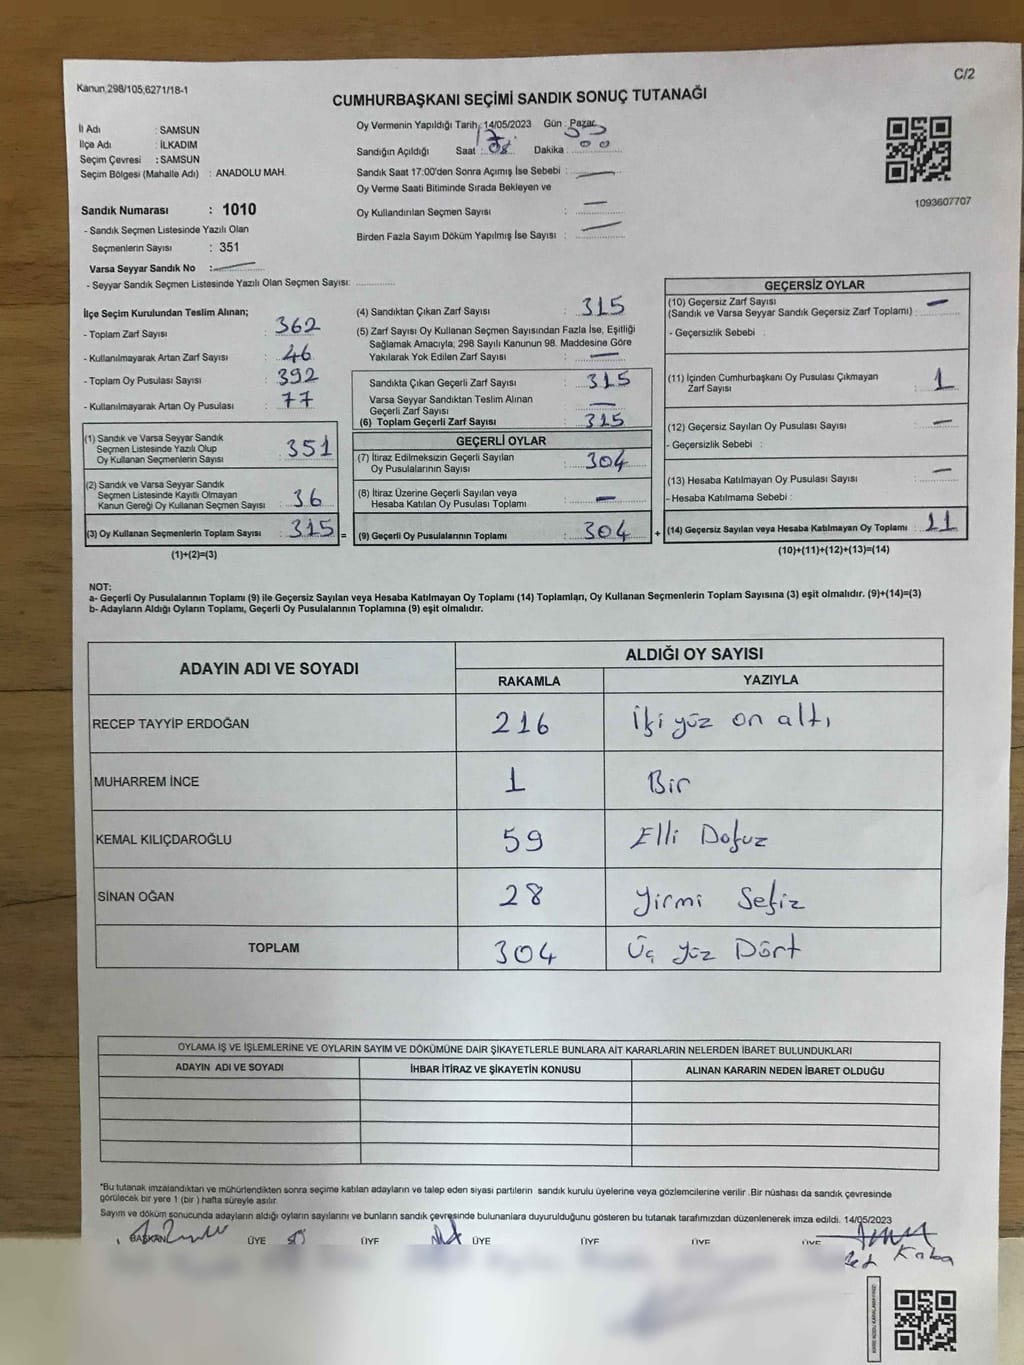 Kanun, 298/105,6271/18-1
C/2
CUMHURBAŞKANI SEÇİMİ SANDIK SONUÇ TUTANAĞI
İl Adı : SAMSUN
İlçe Adı : İLKADIM
Seçim Çevresi : SAMSUN
Seçim Bölgesi (Mahalle Adı) : ANADOLU MAH.
Sandık Numarası : 1010
- Sandık Seçmen Listesinde Yazılı Olan
Seçmenlerin Sayısı : 351
Varsa Seyyar Sandık No : —
- Seyyar Sandık Seçmen Listesinde Yazılı Olan Seçmen Sayısı:
Oy Vermenin Yapıldığı Tarih: 14/05/2023 Gün : Pazar
Sandığın Açıldığı Saat : 08 Dakika : 00
Sandık Saat 17:00'den Sonra Açımış İse Sebebi : —
Oy Verme Saati Bitiminde Sırada Bekleyen ve
Oy Kullandırılan Seçmen Sayısı : —
Birden Fazla Sayım Döküm Yapılmış İse Sayısı : —
1093607707
İlçe Seçim Kurulundan Teslim Alınan;
- Toplam Zarf Sayısı : 362
- Kullanılmayarak Artan Zarf Sayısı : 46
- Toplam Oy Pusulası Sayısı : 392
- Kullanılmayarak Artan Oy Pusulası : 77
(1) Sandık ve Varsa Seyyar Sandık
Seçmen Listesinde Yazılı Olup
Oy Kullanan Seçmenlerin Sayısı : 351
(2) Sandık ve Varsa Seyyar Sandık
Seçmen Listesinde Kayıtlı Olmayan
Kanun Gereği Oy Kullanan Seçmen Sayısı : 36
(3) Oy Kullanan Seçmenlerin Toplam Sayısı : 315 =
(1)+(2)=(3)
(4) Sandıktan Çıkan Zarf Sayısı : 315
(5) Zarf Sayısı Oy Kullanan Seçmen Sayısından Fazla İse, Eşitliği
Sağlamak Amacıyla, 298 Sayılı Kanunun 98. Maddesine Göre
Yakılarak Yok Edilen Zarf Sayısı : —
Sandıkta Çıkan Geçerli Zarf Sayısı : 315
Varsa Seyyar Sandıktan Teslim Alınan
Geçerli Zarf Sayısı : —
(6) Toplam Geçerli Zarf Sayısı : 315
GEÇERLİ OYLAR
(7) İtiraz Edilmeksizin Geçerli Sayılan
Oy Pusulalarının Sayısı : 304
(8) İtiraz Üzerine Geçerli Sayılan veya
Hesaba Katılan Oy Pusulası Toplamı : —
(9) Geçerli Oy Pusulalarının Toplamı : 304 +
GEÇERSİZ OYLAR
(10) Geçersiz Zarf Sayısı
(Sandık ve Varsa Seyyar Sandık Geçersiz Zarf Toplamı) : —
- Geçersizlik Sebebi :
(11) İçinden Cumhurbaşkanı Oy Pusulası Çıkmayan
Zarf Sayısı : 1
(12) Geçersiz Sayılan Oy Pusulası Sayısı : —
- Geçersizlik Sebebi :
(13) Hesaba Katılmayan Oy Pusulası Sayısı : —
- Hesaba Katılmama Sebebi :
(14) Geçersiz Sayılan veya Hesaba Katılmayan Oy Toplamı : 11
(10)+(11)+(12)+(13)=(14)
NOT:
a- Geçerli Oy Pusulalarının Toplamı (9) ile Geçersiz Sayılan veya Hesaba Katılmayan Oy Toplamı (14) Toplamları, Oy Kullanan Seçmenlerin Toplam Sayısına (3) eşit olmalıdır. (9)+(14)=(3)
b- Adayların Aldığı Oyların Toplamı, Geçerli Oy Pusulalarının Toplamına (9) eşit olmalıdır.
ADAYIN ADI VE SOYADI ALDIĞI OY SAYISI
RAKAMLA YAZIYLA
RECEP TAYYİP ERDOĞAN 216 İki yüz on altı
MUHARREM İNCE 1 Bir
KEMAL KILIÇDAROĞLU 59 Elli Dokuz
SİNAN OĞAN 28 Yirmi Sekiz
TOPLAM 304 Üç yüz Dört
OYLAMA İŞ VE İŞLEMLERİNE VE OYLARIN SAYIM VE DÖKÜMÜNE DAİR ŞİKAYETLERLE BUNLARA AİT KARARLARIN NELERDEN İBARET BULUNDUKLARI
ADAYIN ADI VE SOYADI İHBAR İTİRAZ VE ŞİKAYETİN KONUSU ALINAN KARARIN NEDEN İBARET OLDUĞU
*Bu tutanak imzalandıktan ve mühürlendikten sonra seçime katılan adayların ve talep eden siyasi partilerin sandık kurulu üyelerine veya gözlemcilerine verilir .Bir nüshası da sandık çevresinde
görülecek bir yere 1 (bir ) hafta süreyle asılır.
Sayım ve döküm sonucunda adayların aldığı oyların sayılarını ve bunların sandık çevresinde bulunanlara duyurulduğunu gösteren bu tutanak tarafımızdan düzenlenerek imza edildi. 14/05/2023
BAŞKAN ÜYE ÜYE ÜYE ÜYE ÜYE ÜYE